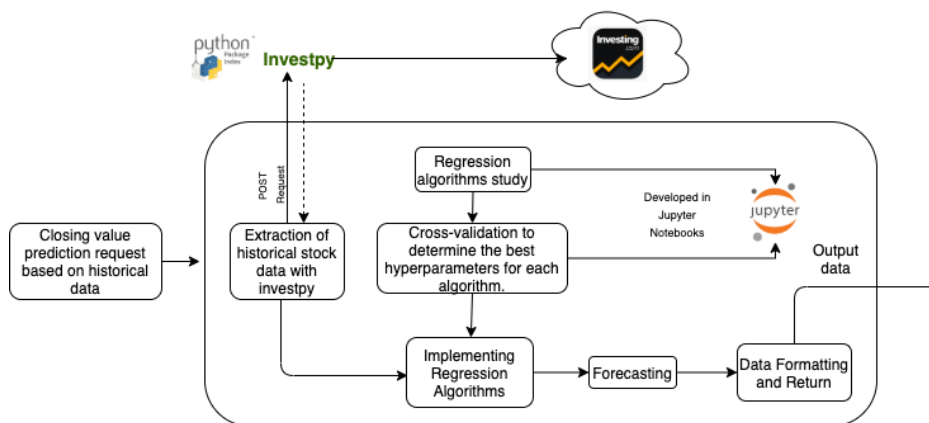 python
Package
Index
Investpy
Investing
.com
POST
Request
Regression
algorithms study
Developed in
Jupyter
Notebooks
jupyter
Closing value
prediction request
based on historical
data
Extraction of
historical stock
data with
investpy
Cross-validation to
determine the best
hyperparameters for each
algorithm.
Output
data
Implementing
Regression
Algorithms
Forecasting
Data Formatting
and Return